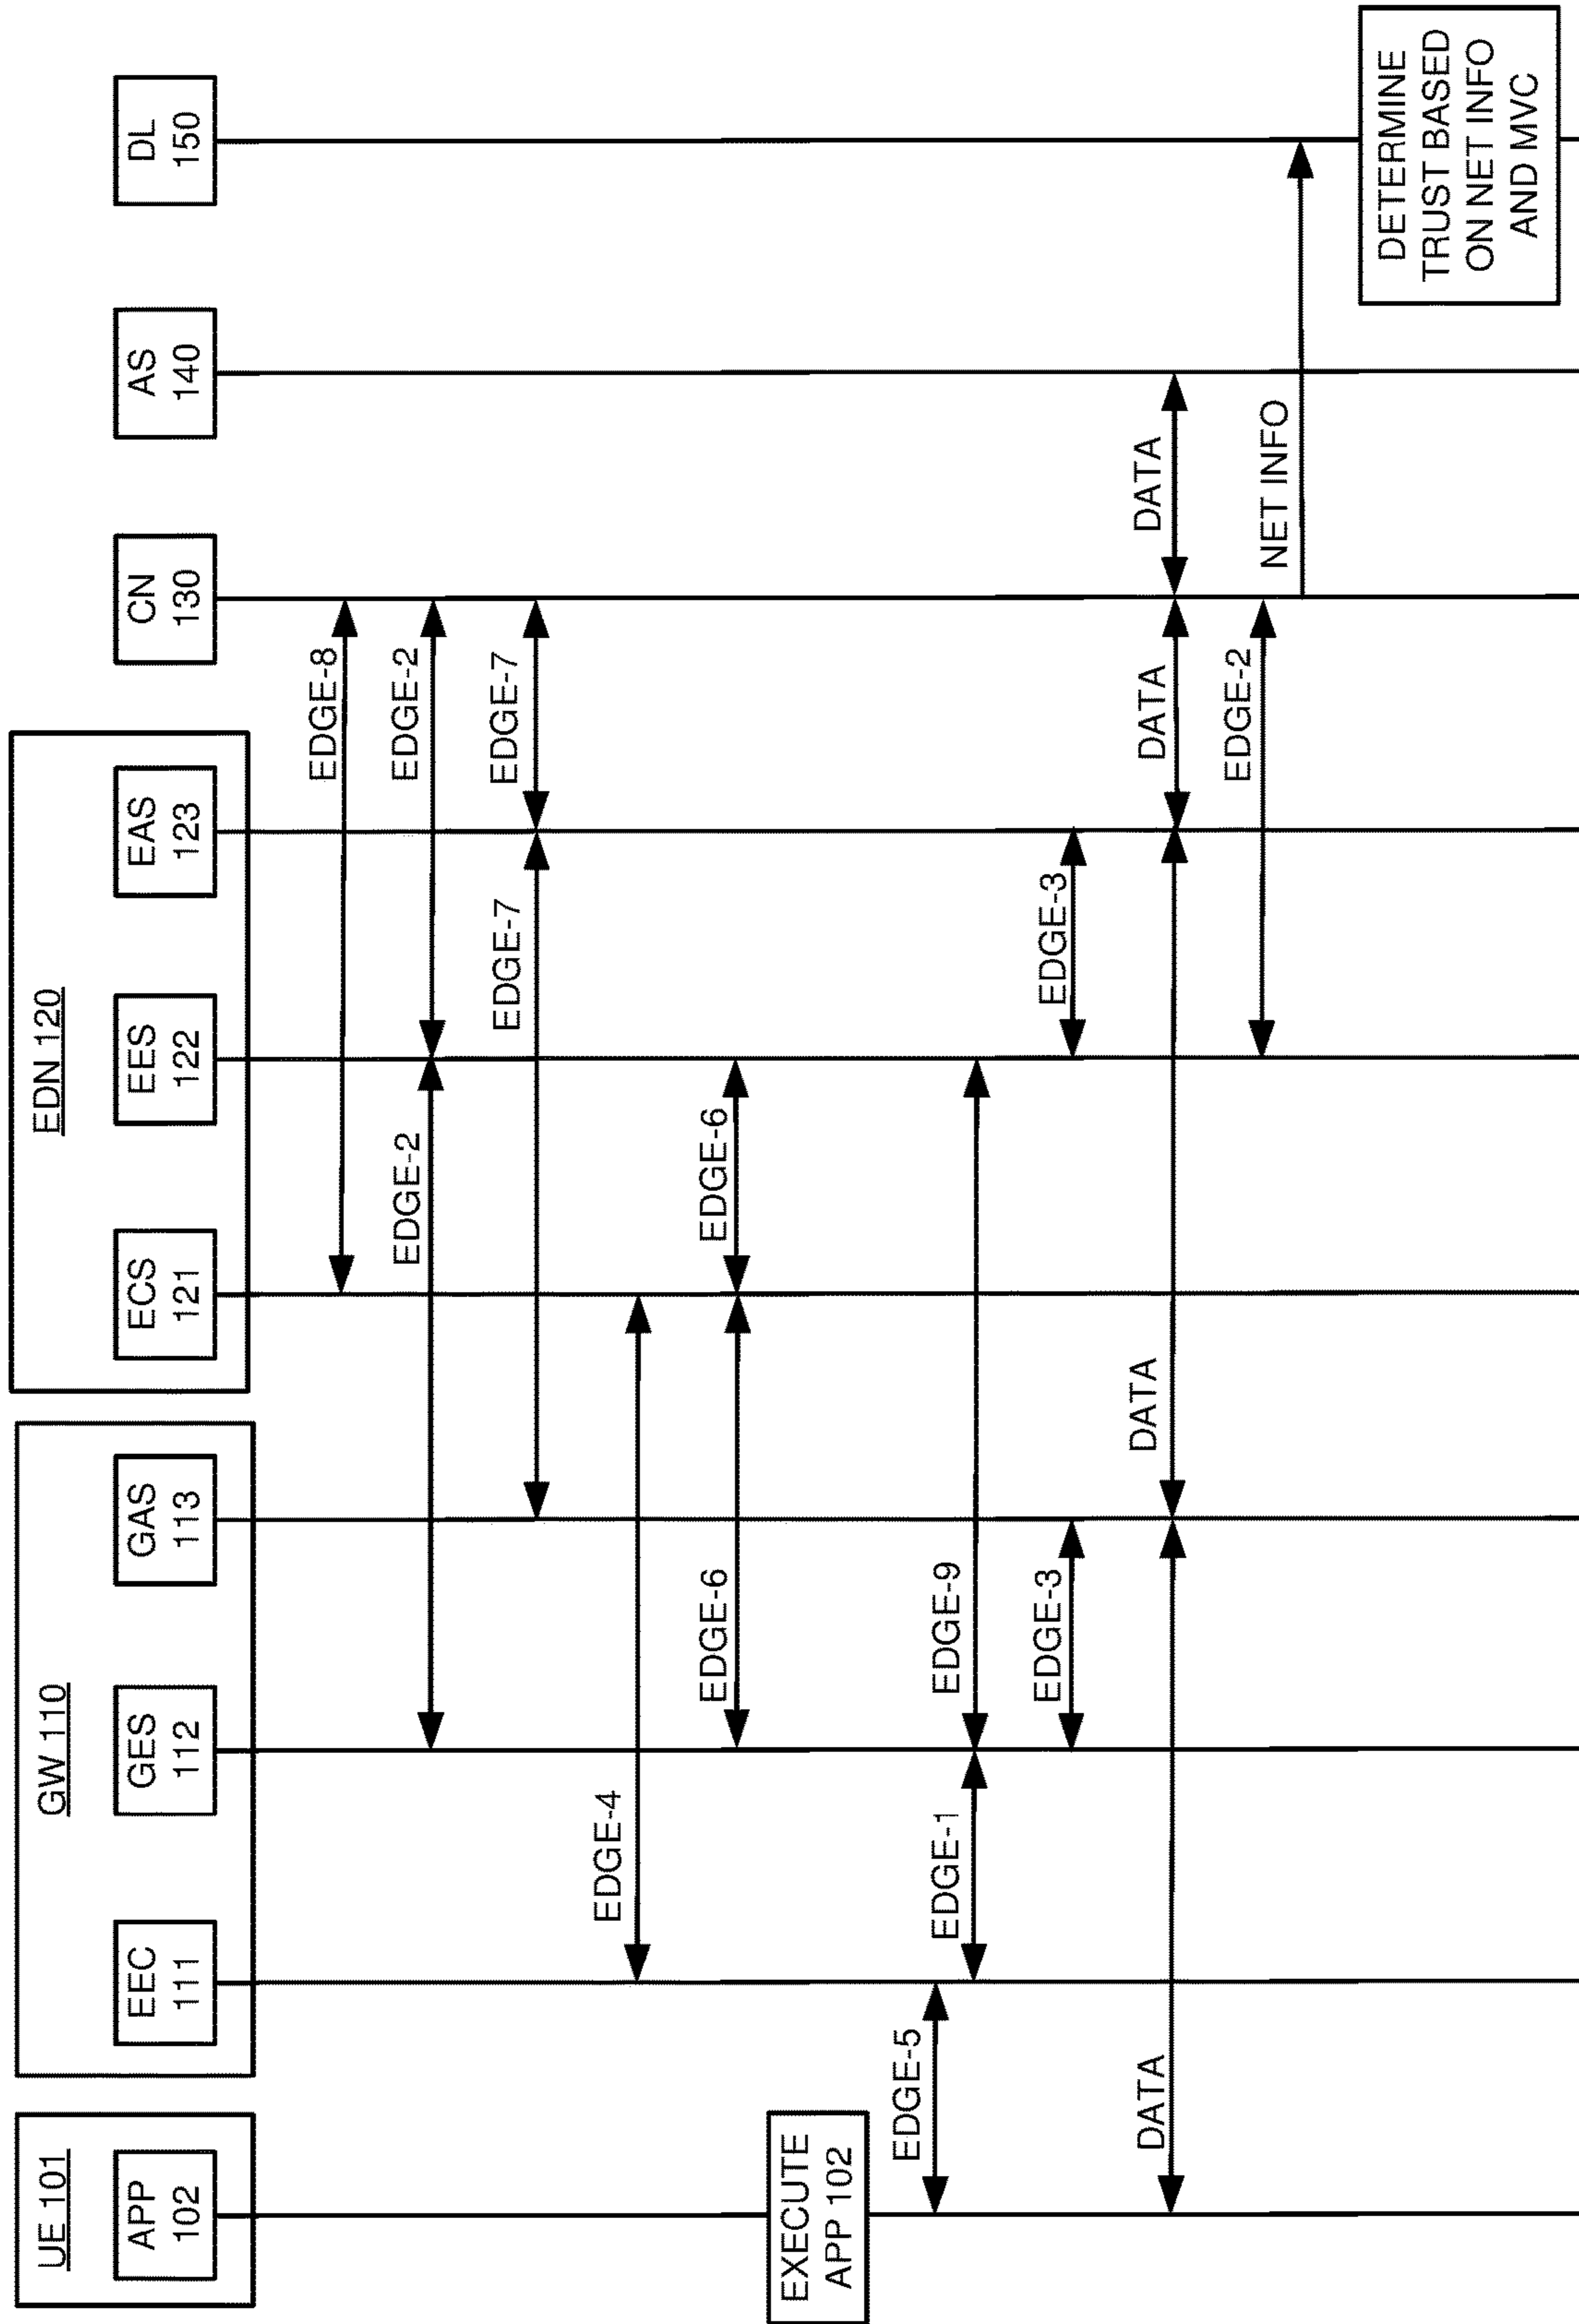 UE 101
APP
102
GW 110
EEC
111
GES
112
GAS
113
EDN 120
ECS
121
EES
122
EAS
123
CN
130
AS
140
DL
150
EDGE-8
EDGE-2
EDGE-2
EDGE-7
EDGE-7
EDGE-4
EDGE-6
EDGE-6
EXECUTE
APP 102
EDGE-5
EDGE-1
EDGE-9
EDGE-3
EDGE-3
DATA
DATA
DATA
DATA
EDGE-2
NET INFO
DETERMINE
TRUST BASED
ON NET INFO
AND MVC